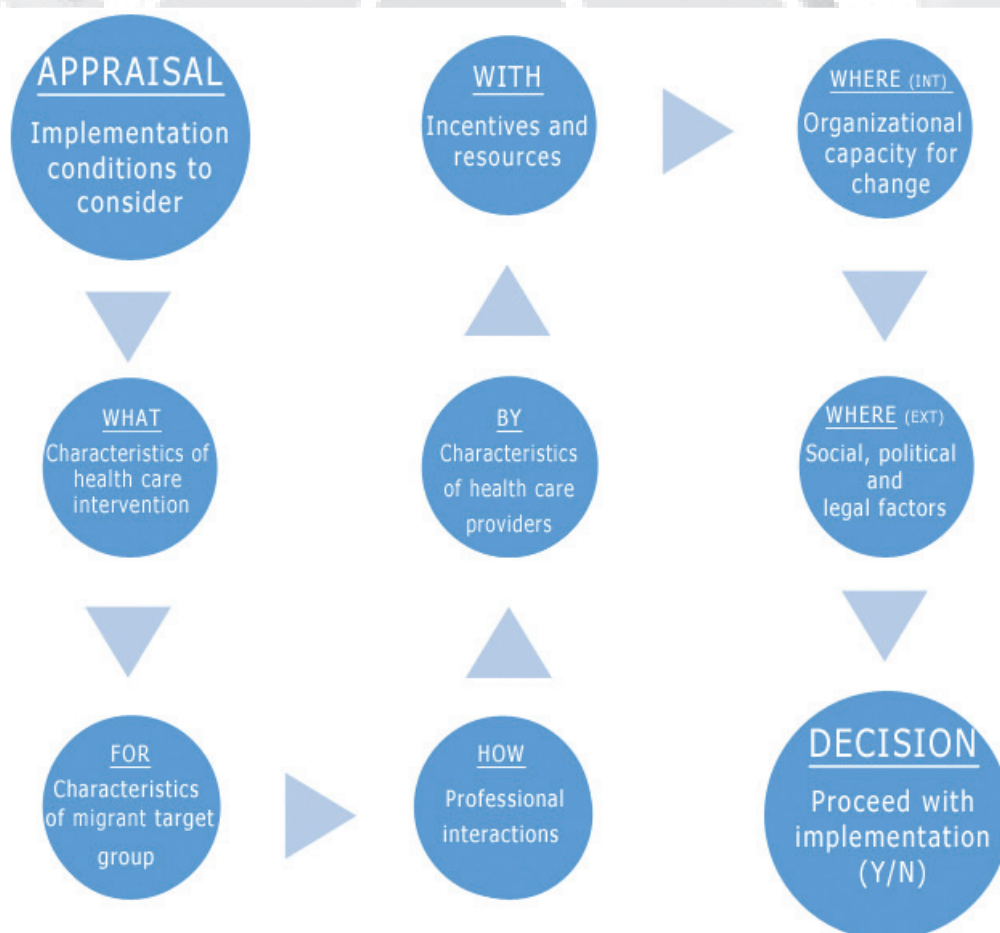 APPRAISAL
Implementation
conditions to
consider
WHAT
Characteristics of
health care
intervention
FOR
Characteristics
of migrant target
group
HOW
Professional
interactions
BY
Characteristics
of health care
providers
WITH
Incentives and
resources
WHERE (INT)
Organizational
capacity for
change
WHERE (EXT)
Social, political
and
legal factors
DECISION
Proceed with
implementation
(Y/N)